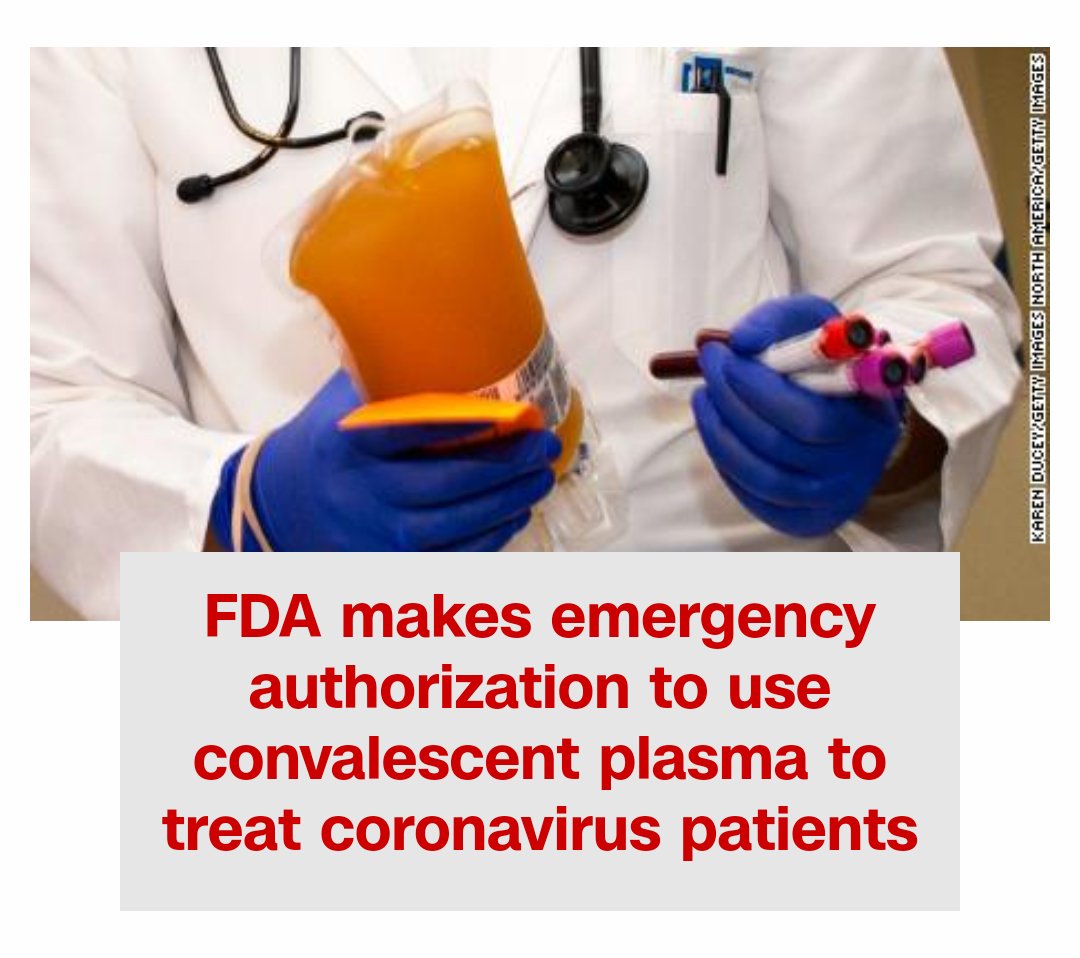 KAREN DUCEY/GETTY IMAGES NORTH AMERICA/GETTY IMAGES
FDA makes emergency
authorization to use
convalescent plasma to
treat coronavirus patients